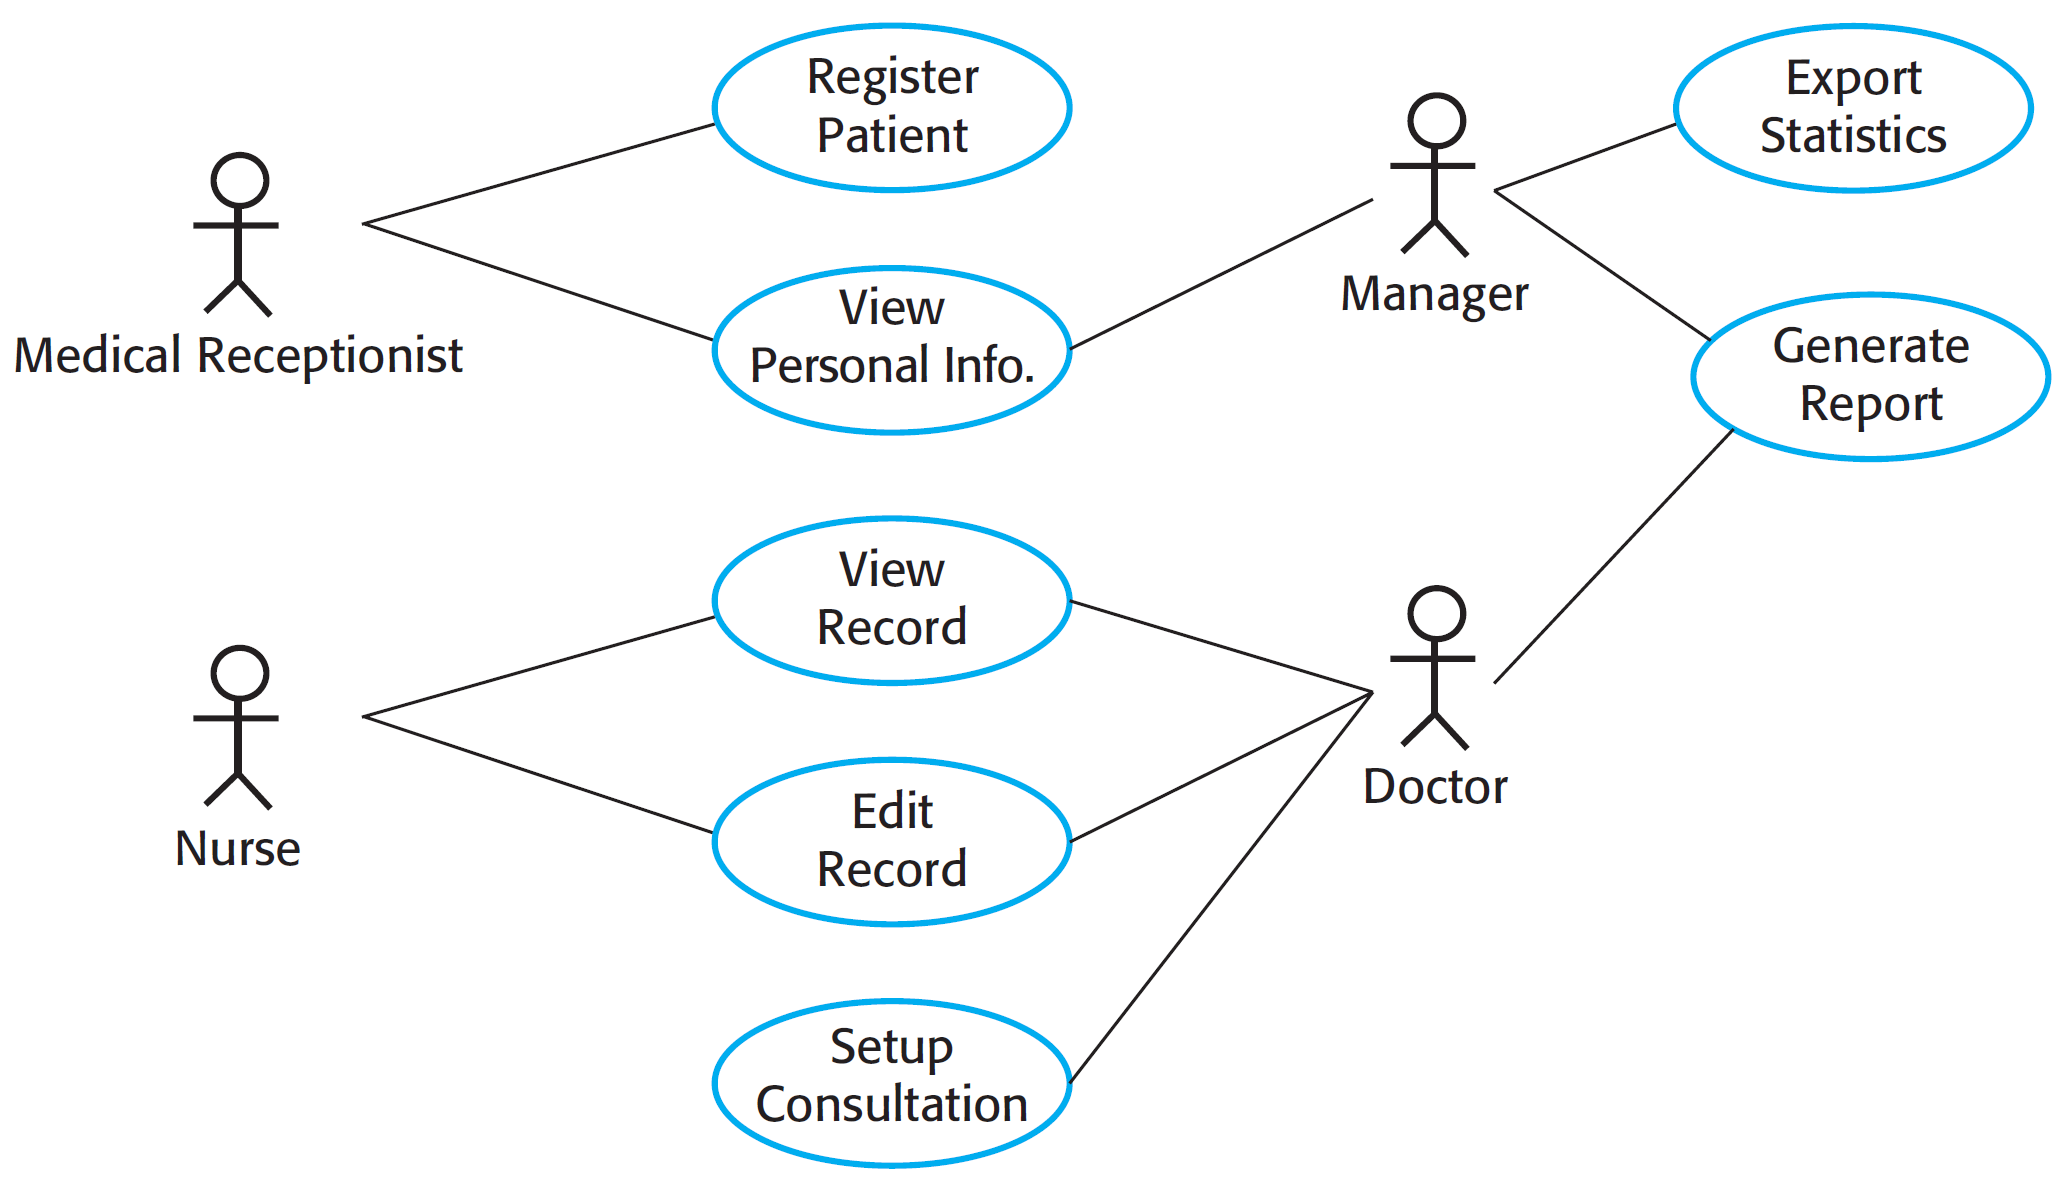 Register
Patient
Export
Statistics
Medical Receptionist
View
Personal Info.
Manager
Generate
Report
View
Record
Nurse
Edit
Record
Doctor
Setup
Consultation